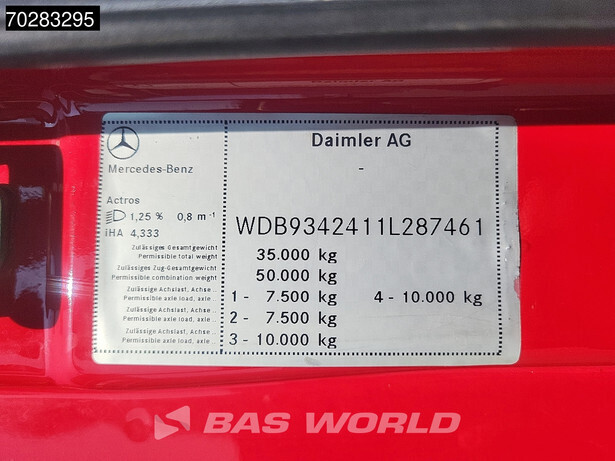 70283295
Daimler AG
Mercedes-Benz
-
Actros
1,25 % 0,8 m⁻¹
iHA 4,333
WDB9342411L287461
Zulässiges Gesamtgewicht
Permissible total weight
35.000 kg
Zulässiges Zug-Gesamtgewicht
Permissible combination weight
50.000 kg
Zulässige Achslast, Achse ..
Permissible axle load, axle ..
1 - 7.500 kg 4 - 10.000 kg
Zulässige Achslast, Achse ..
Permissible axle load, axle ..
2 - 7.500 kg
Zulässige Achslast, Achse ..
Permissible axle load, axle ..
3 - 10.000 kg
BAS WORLD